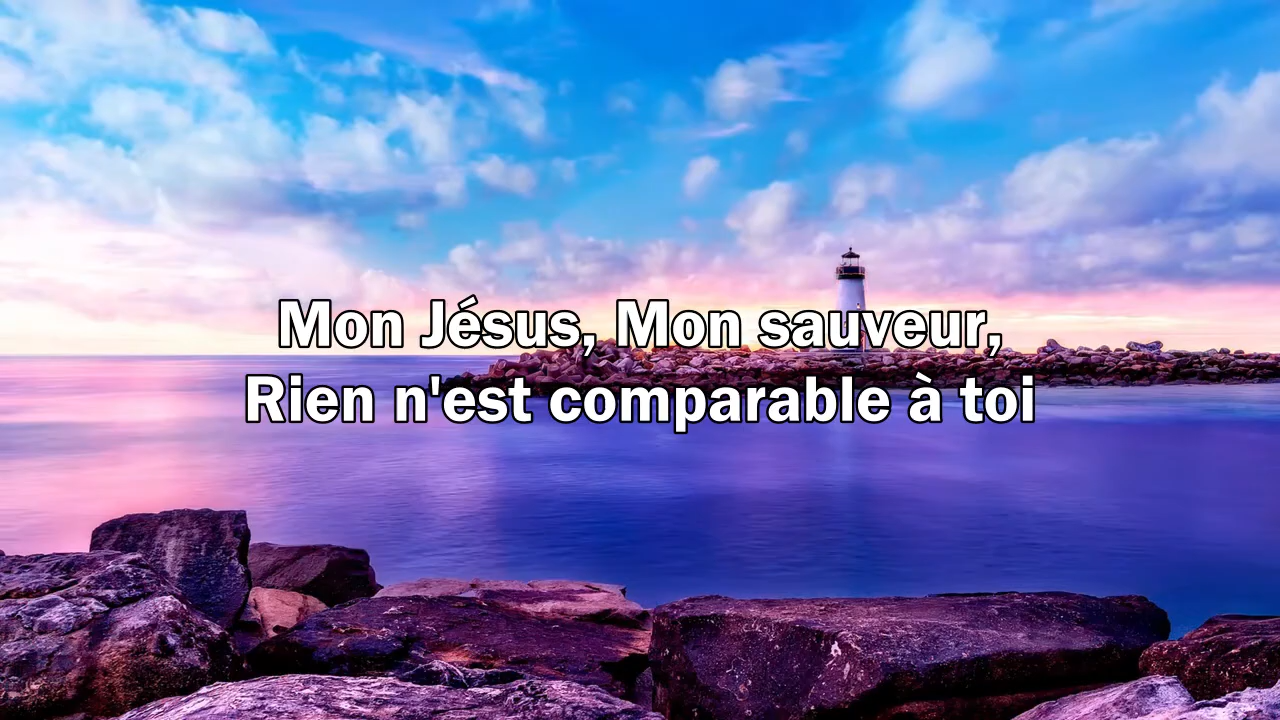 Mon Jésus, Mon sauveur,
Rien n'est comparable à toi